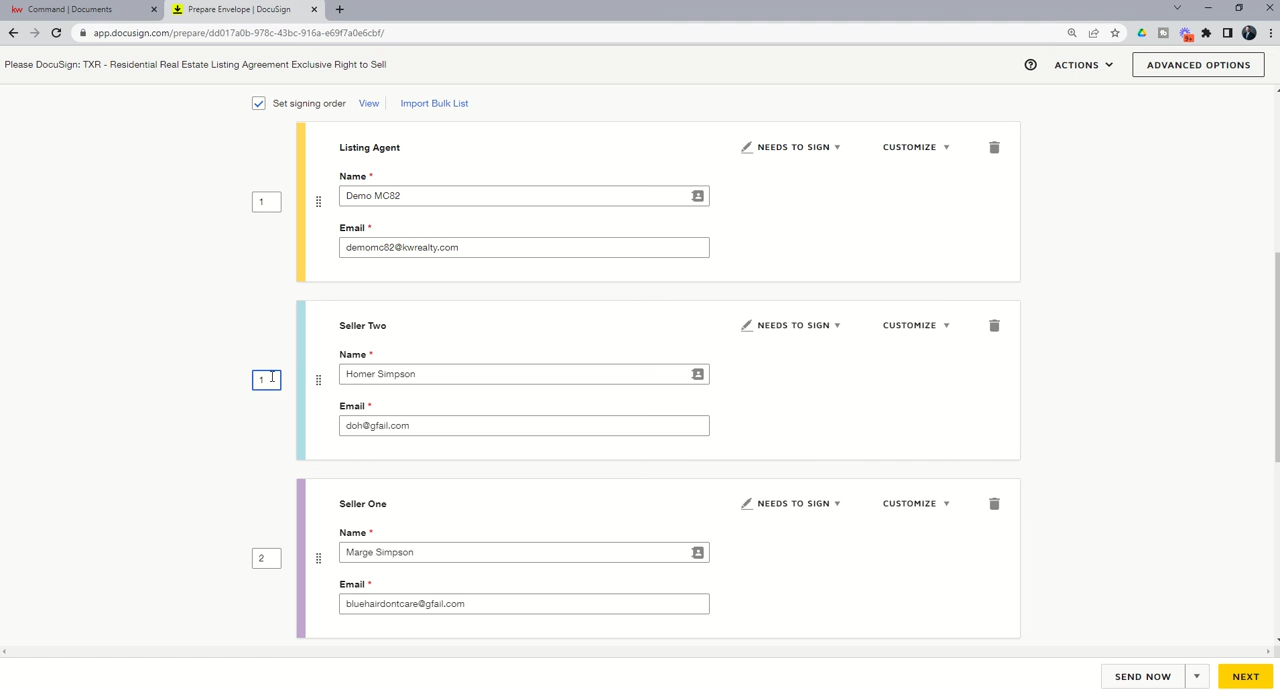 kw Command | Documents
Prepare Envelope | DocuSign
app.docusign.com/prepare/dd017a0b-978c-43bc-916a-e69f7a0e6cbf/
9+
Please DocuSign: TXR - Residential Real Estate Listing Agreement Exclusive Right to Sell
ACTIONS
ADVANCED OPTIONS
Set signing order View Import Bulk List
Listing Agent
NEEDS TO SIGN
CUSTOMIZE
Name *
1
Demo MC82
Email *
demomc82@kwrealty.com
Seller Two
NEEDS TO SIGN
CUSTOMIZE
Name *
1
Homer Simpson
Email *
doh@gfail.com
Seller One
NEEDS TO SIGN
CUSTOMIZE
Name *
2
Marge Simpson
Email *
bluehairdontcare@gfail.com
SEND NOW
NEXT